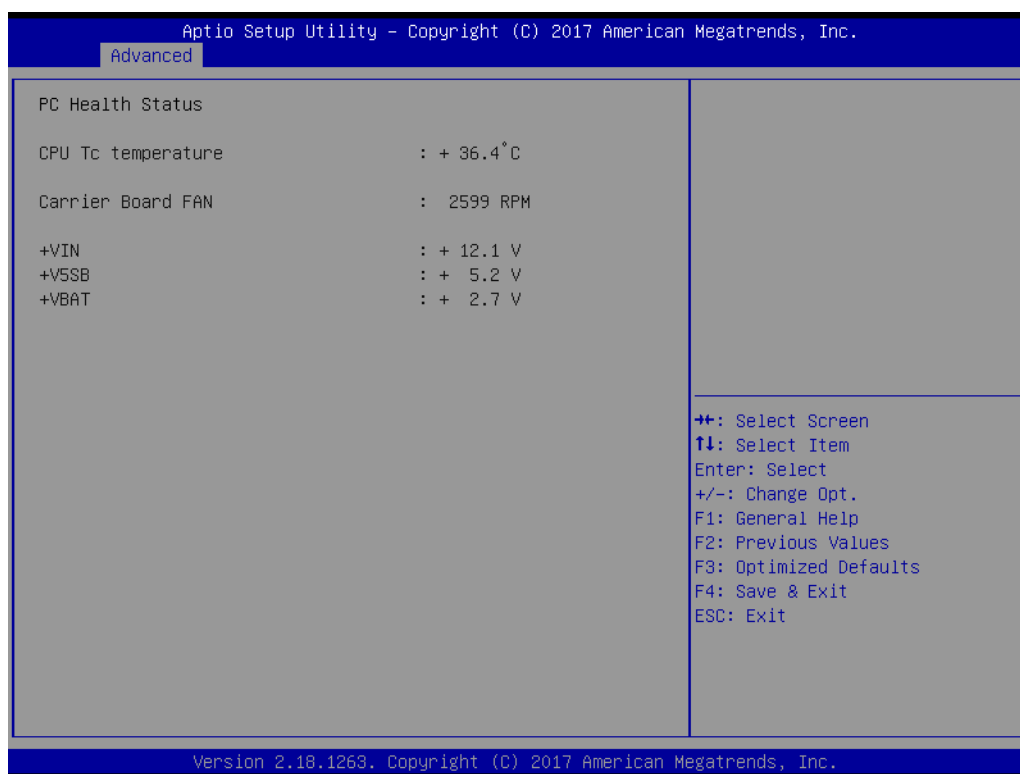 Aptio Setup Utility – Copyright (C) 2017 American Megatrends, Inc.
Advanced
PC Health Status
CPU Tc temperature : + 36.4°C
Carrier Board FAN : 2599 RPM
+VIN : + 12.1 V
+V5SB : + 5.2 V
+VBAT : + 2.7 V
→←: Select Screen
↑↓: Select Item
Enter: Select
+/-: Change Opt.
F1: General Help
F2: Previous Values
F3: Optimized Defaults
F4: Save & Exit
ESC: Exit
Version 2.18.1263. Copyright (C) 2017 American Megatrends, Inc.